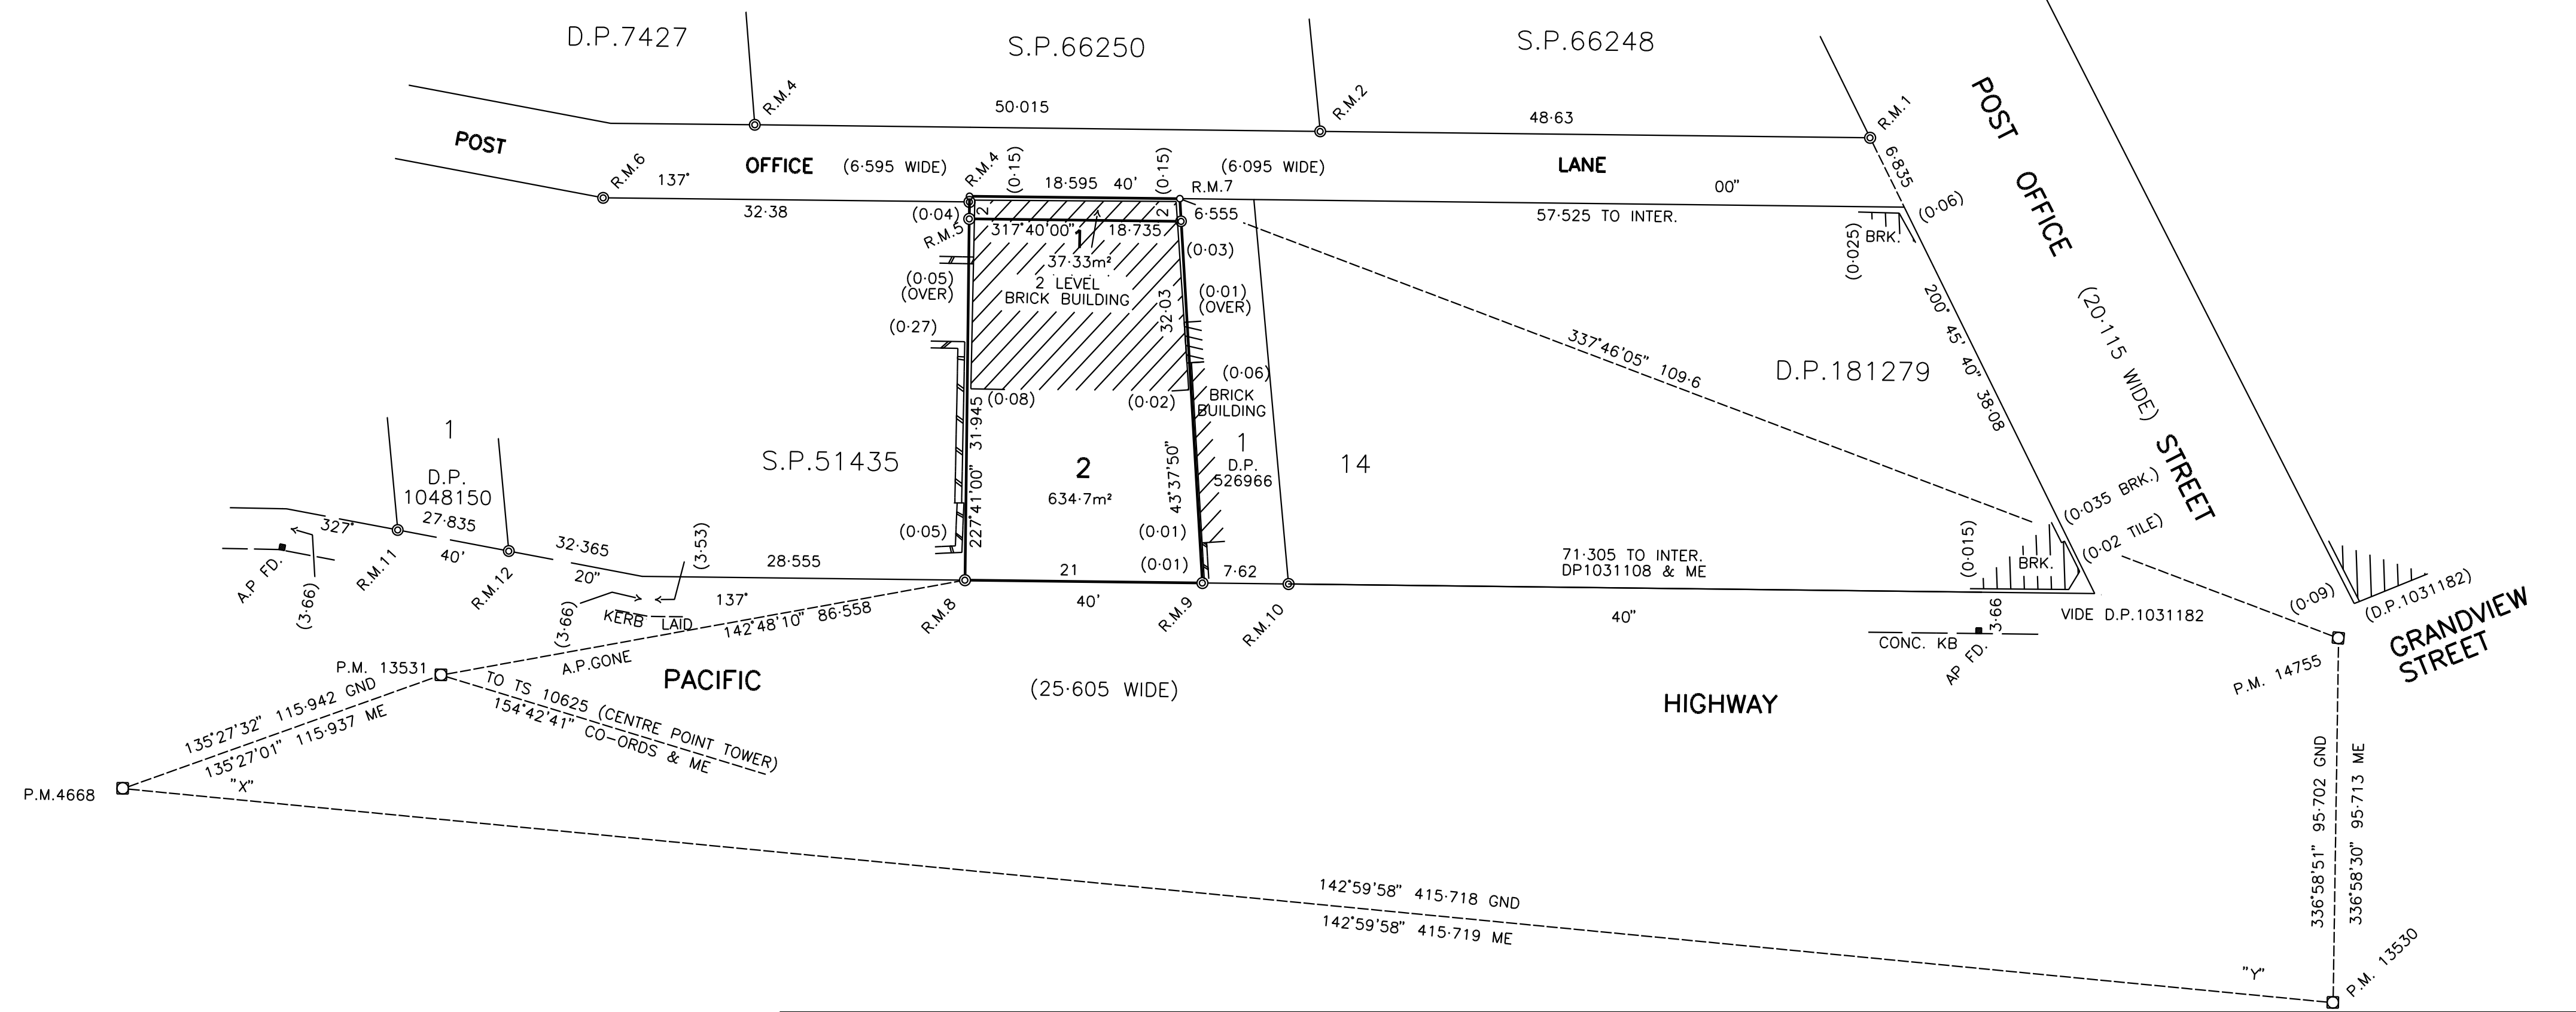 D.P.7427
S.P.66250
S.P.66248
R.M.4
50·015
R.M.2
48·63
R.M.1
POST
OFFICE
(6·595 WIDE)
(6·095 WIDE)
LANE
R.M.6
137°
R.M.4
(0·15)
18·595 40'
(0·15)
R.M.7
00"
6·835
(0·06)
32·38
(0·04)
2
2
6·555
57·525 TO INTER.
R.M.5
317°40'00"
18·735
1
37·33m²
2 LEVEL
BRICK BUILDING
(0·03)
(0·025)
BRK.
(0·05)
(OVER)
(0·01)
(OVER)
32·03
(0·27)
(0·06)
BRICK
BUILDING
(0·08)
(0·02)
337°46'05" 109·6
D.P.181279
200° 45' 40" 38·08
POST OFFICE (20·115 WIDE) STREET
1
D.P.
1048150
S.P.51435
227°41'00" 31·945
2
634·7m²
43°37'50"
1
D.P.
526966
14
(0·035 BRK.)
(0·02 TILE)
327°
27·835
40'
32·365
20"
(3·53)
28·555
(0·05)
(0·01)
(0·01)
21
7·62
71·305 TO INTER.
DP1031108 & ME
(0·015)
BRK.
A.P FD.
(3·66)
R.M.11
R.M.12
(3·66)
KERB LAID
137°
142°48'10" 86·558
R.M.8
40'
R.M.9
R.M.10
40"
3·66
VIDE D.P.1031182
(0·09)
(D.P.1031182)
GRANDVIEW
STREET
CONC. KB
AP FD.
P.M. 14755
P.M. 13531
A.P.GONE
PACIFIC
(25·605 WIDE)
HIGHWAY
TO TS 10625 (CENTRE POINT TOWER)
154°42'41" CO-ORDS & ME
135°27'32" 115·942 GND
135°27'01" 115·937 ME
"X"
P.M.4668
336°58'51" 95·702 GND
336°58'30" 95·713 ME
142°59'58" 415·718 GND
142°59'58" 415·719 ME
"Y"
P.M. 13530